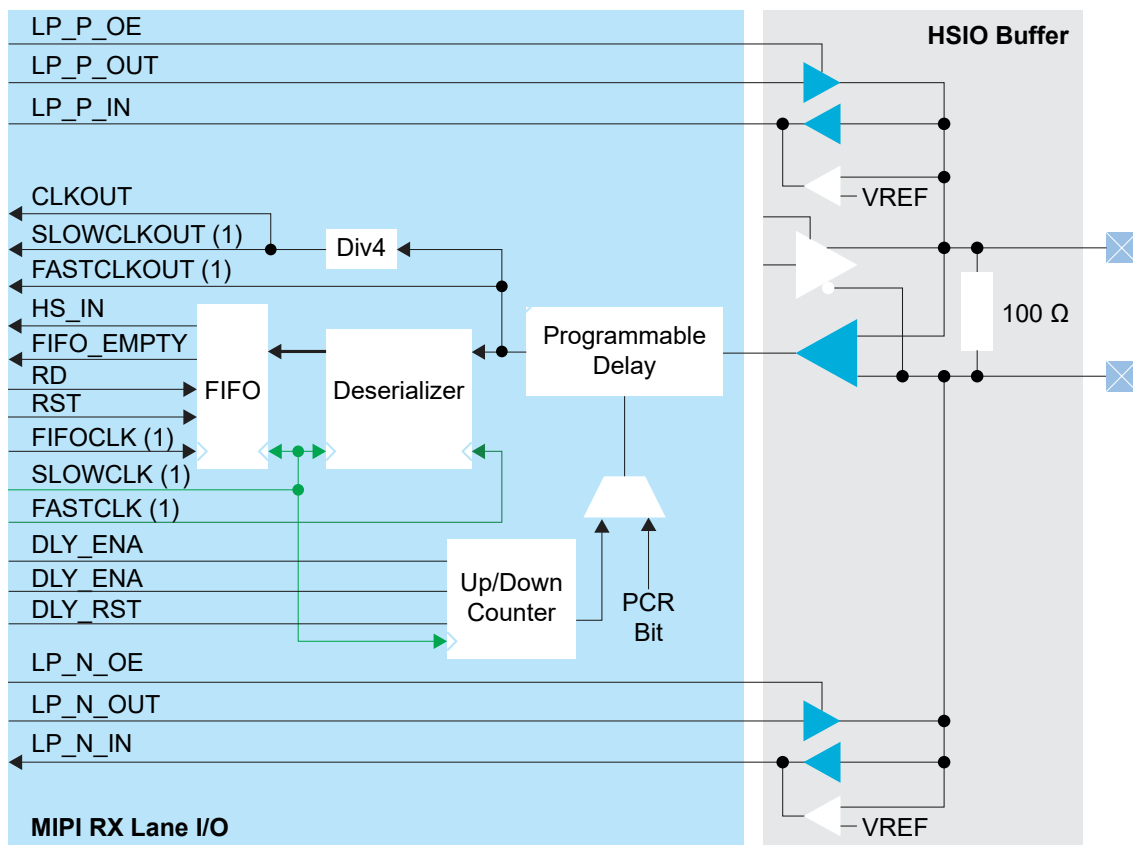 LP_P_OE
HSIO Buffer
LP_P_OUT
LP_P_IN
VREF
CLKOUT
SLOWCLKOUT (1)
Div4
FASTCLKOUT (1)
HS_IN
100 Ω
FIFO_EMPTY
Programmable
Delay
RD
FIFO
Deserializer
RST
FIFOCLK (1)
SLOWCLK (1)
FASTCLK (1)
DLY_ENA
DLY_ENA
DLY_RST
Up/Down
Counter
PCR
Bit
LP_N_OE
LP_N_OUT
LP_N_IN
MIPI RX Lane I/O
VREF